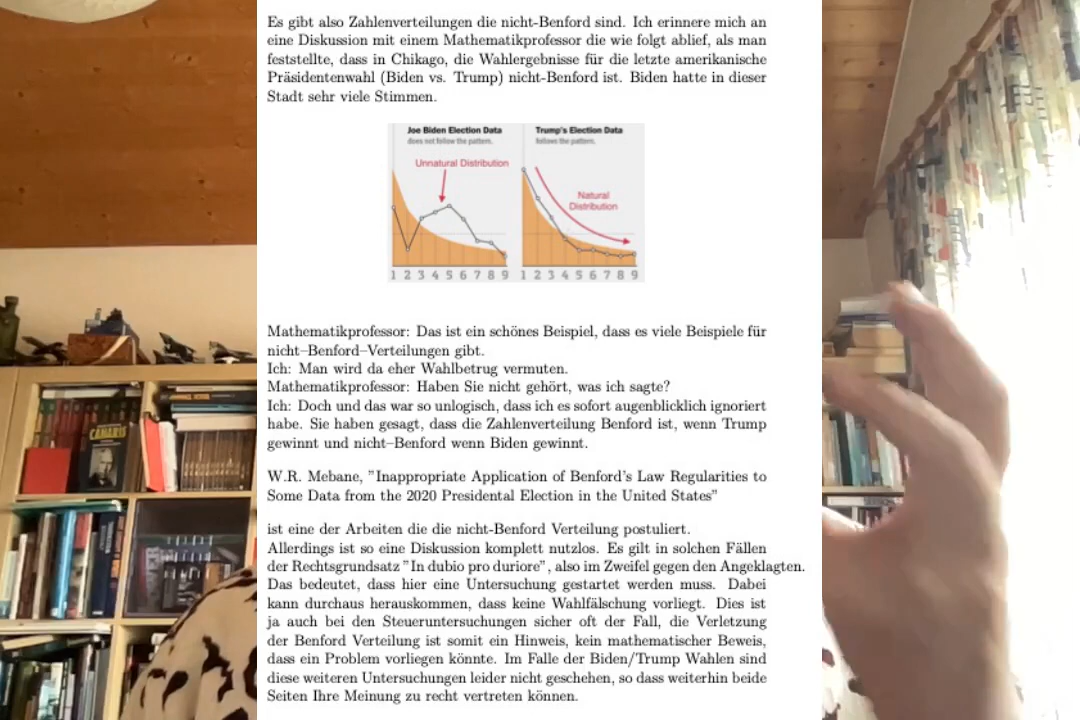 Es gibt also Zahlenverteilungen die nicht-Benford sind. Ich erinnere mich an
eine Diskussion mit einem Mathematikprofessor die wie folgt ablief, als man
feststellte, dass in Chikago, die Wahlergebnisse für die letzte amerikanische
Präsidentenwahl (Biden vs. Trump) nicht-Benford ist. Biden hatte in dieser
Stadt sehr viele Stimmen.
Joe Biden Election Data
does not follow the pattern.
Unnatural Distribution
1 2 3 4 5 6 7 8 9
Trump's Election Data
follows the pattern.
Natural
Distribution
1 2 3 4 5 6 7 8 9
Mathematikprofessor: Das ist ein schönes Beispiel, dass es viele Beispiele für
nicht–Benford–Verteilungen gibt.
Ich: Man wird da eher Wahlbetrug vermuten.
Mathematikprofessor: Haben Sie nicht gehört, was ich sagte?
Ich: Doch und das war so unlogisch, dass ich es sofort augenblicklich ignoriert
habe. Sie haben gesagt, dass die Zahlenverteilung Benford ist, wenn Trump
gewinnt und nicht–Benford wenn Biden gewinnt.
W.R. Mebane, "Inappropriate Application of Benford's Law Regularities to
Some Data from the 2020 Presidental Election in the United States"
ist eine der Arbeiten die die nicht-Benford Verteilung postuliert.
Allerdings ist so eine Diskussion komplett nutzlos. Es gilt in solchen Fällen
der Rechtsgrundsatz "In dubio pro duriore", also im Zweifel gegen den Angeklagten.
Das bedeutet, dass hier eine Untersuchung gestartet werden muss. Dabei
kann durchaus herauskommen, dass keine Wahlfälschung vorliegt. Dies ist
ja auch bei den Steueruntersuchungen sicher oft der Fall, die Verletzung
der Benford Verteilung ist somit ein Hinweis, kein mathematischer Beweis,
dass ein Problem vorliegen könnte. Im Falle der Biden/Trump Wahlen sind
diese weiteren Untersuchungen leider nicht geschehen, so dass weiterhin beide
Seiten Ihre Meinung zu recht vertreten können.
CANARIS